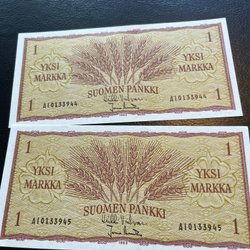 1 1
YKSI MARKKA YKSI MARKKA
SUOMEN PANKKI
A10133944 A10133944
1 1
1 1
YKSI MARKKA YKSI MARKKA
SUOMEN PANKKI
A10133945 A10133945
1 1
1963